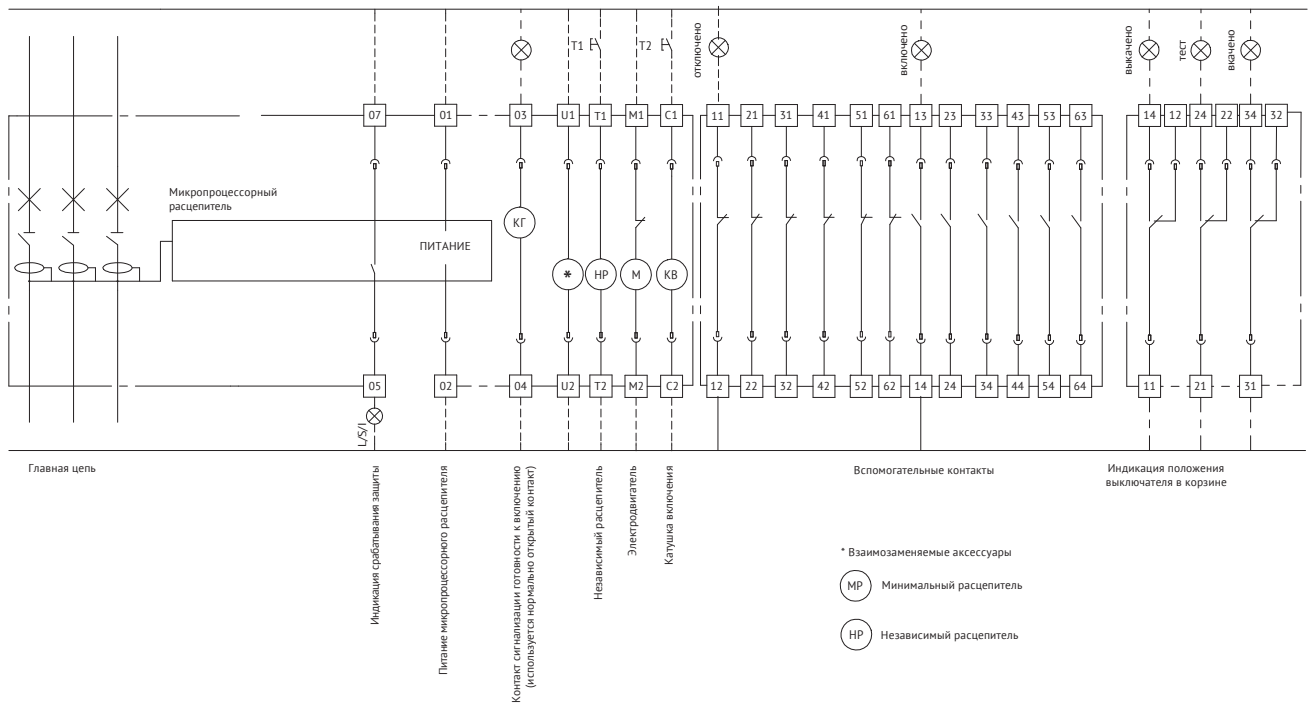 T1
T2
отключено
включено
выкачено
тест
вкачено
07
01
03
U1
T1
M1
C1
11
21
31
41
51
61
13
23
33
43
53
63
14
12
24
22
34
32
Микропроцессорный
расцепитель
ПИТАНИЕ
КГ
*
НР
М
КВ
05
02
04
U2
T2
M2
C2
12
22
32
42
52
62
14
24
34
44
54
64
11
21
31
L/S/I
Главная цепь
Индикация срабатывания защиты
Питание микропроцессорного расцепителя
Контакт сигнализации готовности к включению
(используется нормально открытый контакт)
Независимый расцепитель
Электродвигатель
Катушка включения
Вспомогательные контакты
Индикация положения
выключателя в корзине
* Взаимозаменяемые аксессуары
МР Минимальный расцепитель
НР Независимый расцепитель